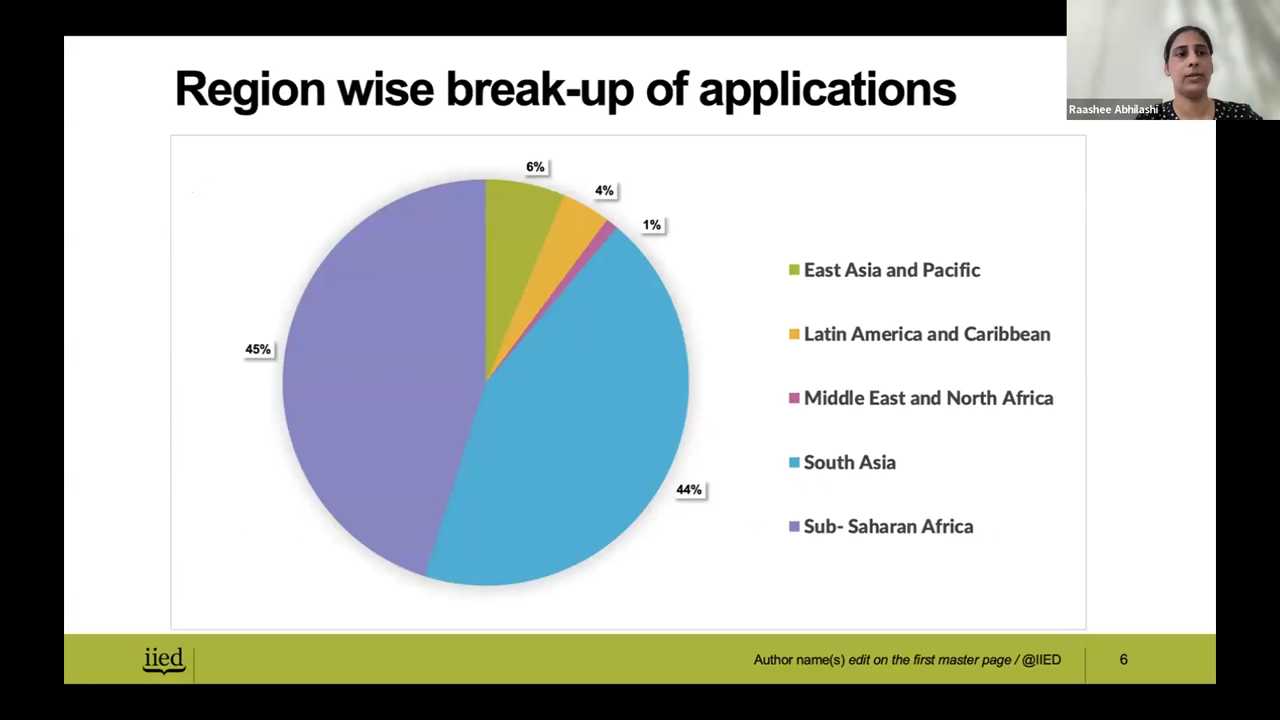 Region wise break-up of applications
Raashee Abhilashi
6%
4%
1%
45%
44%
East Asia and Pacific
Latin America and Caribbean
Middle East and North Africa
South Asia
Sub- Saharan Africa
iied
Author name(s) edit on the first master page / @IIED
6